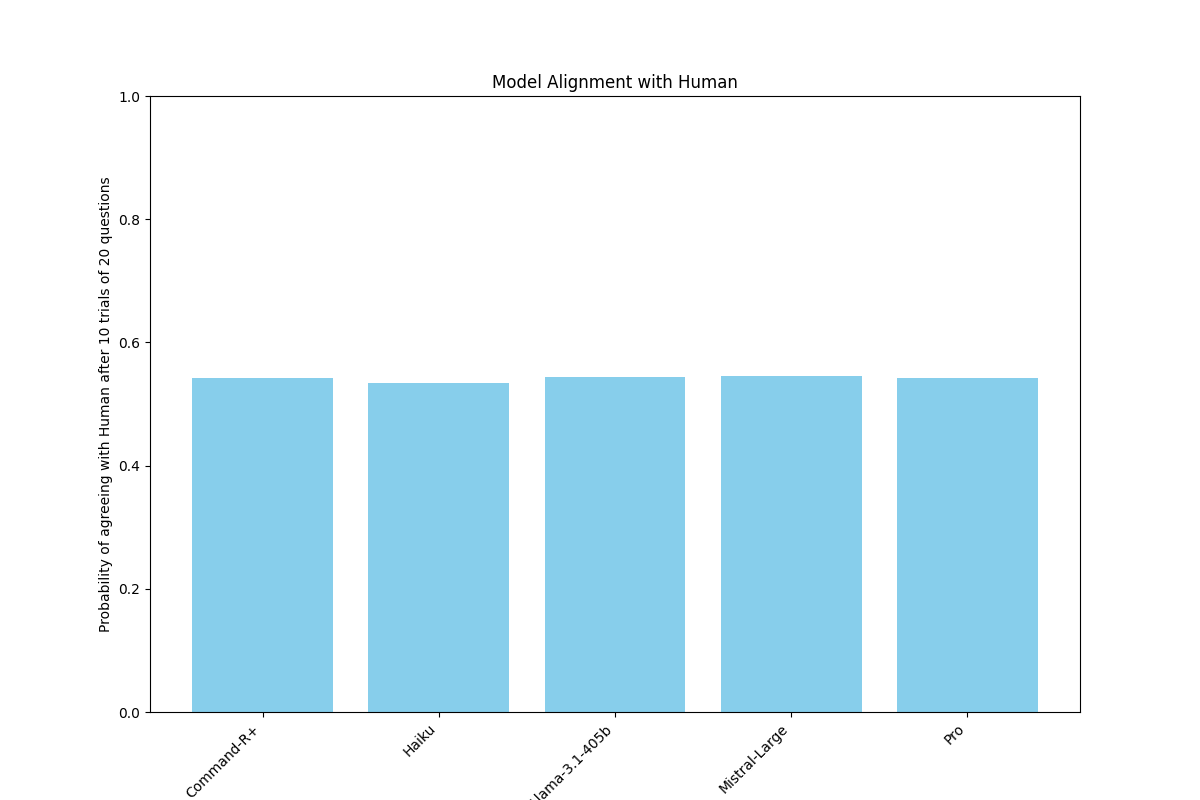 Model Alignment with Human
Probability of agreeing with Human after 10 trials of 20 questions
1.0
0.8
0.6
0.4
0.2
0.0
Command-R+
Haiku
lama-3.1-405b
Mistral-Large
Pro